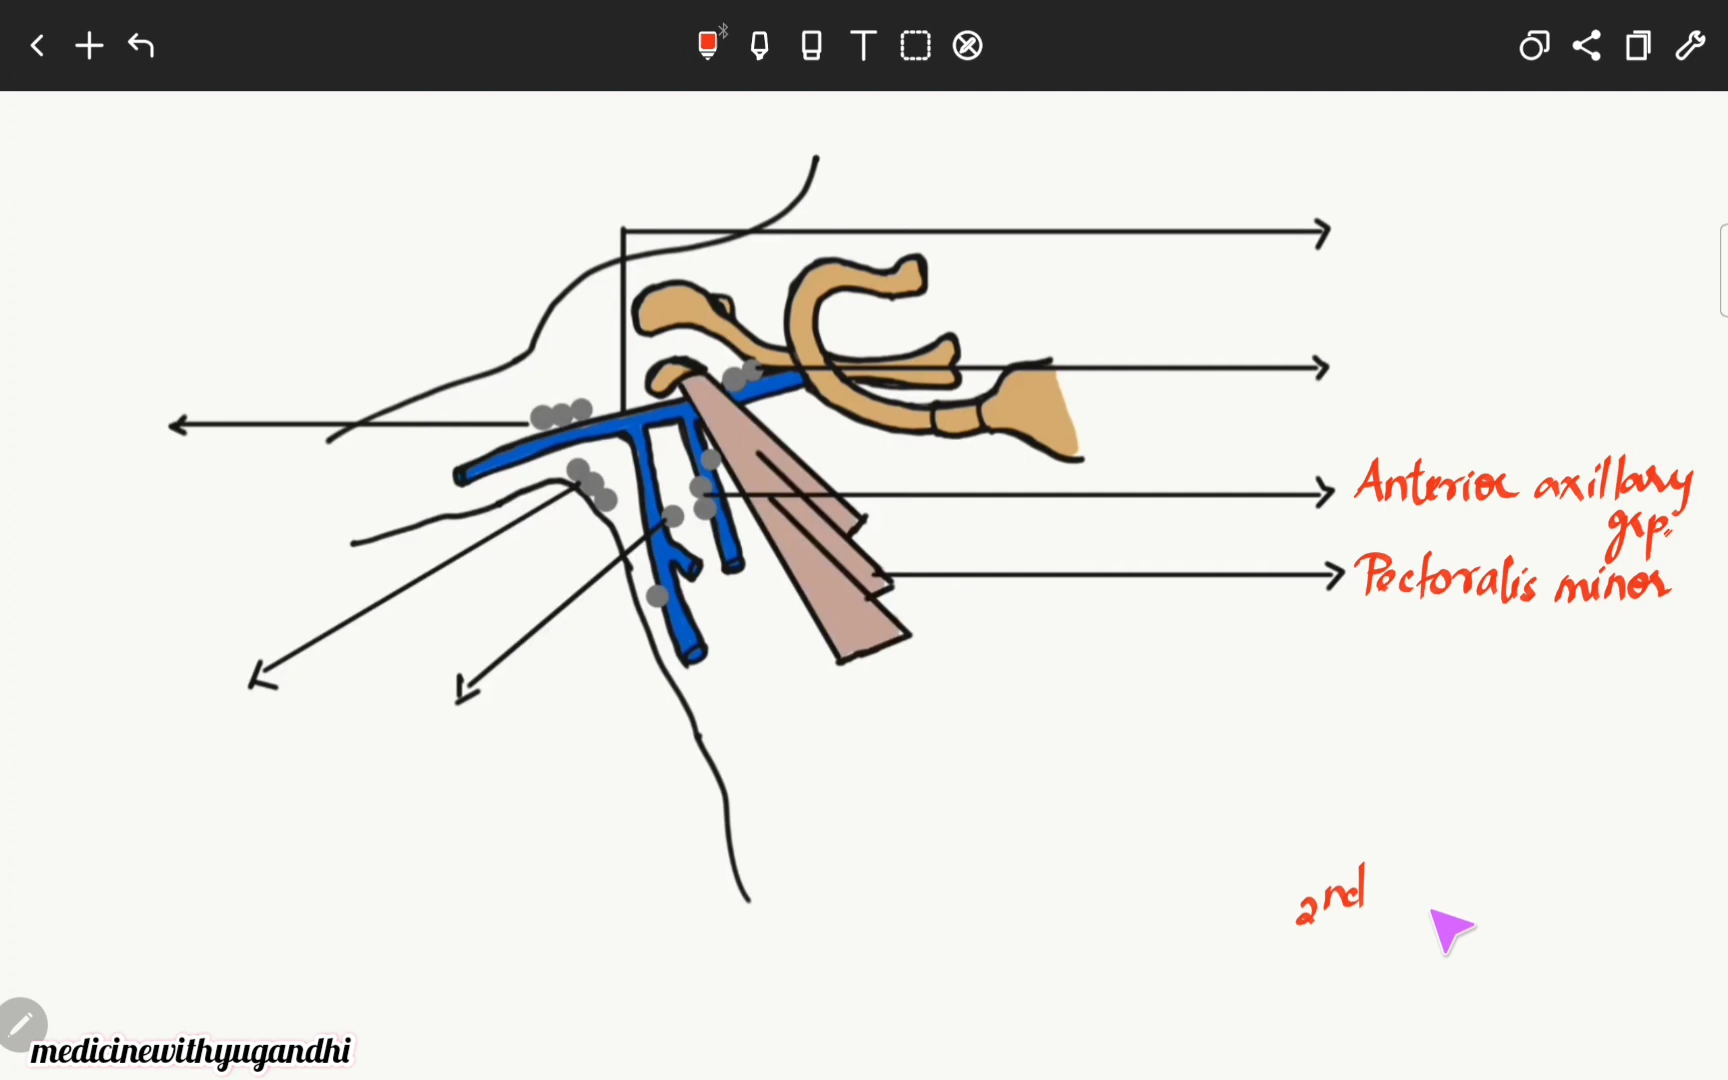 Anterior axillary
grp.
Pectoralis minor
2nd
medicinewithyugandhi